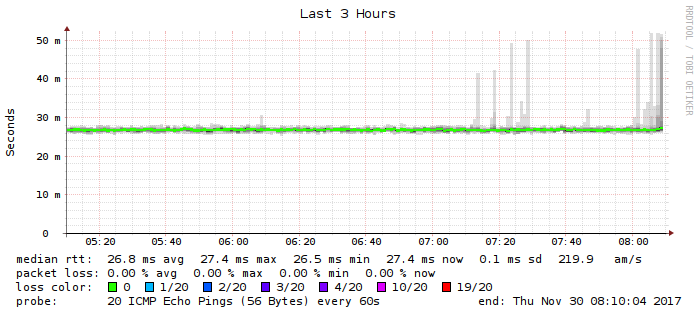 Last 3 Hours
RRDTOOL / TOBI OETIKER
Seconds
50 m
40 m
30 m
20 m
10 m
0
05:20 05:40 06:00 06:20 06:40 07:00 07:20 07:40 08:00
median rtt: 26.8 ms avg 27.4 ms max 26.5 ms min 27.4 ms now 0.1 ms sd 219.9 am/s
packet loss: 0.00 % avg 0.00 % max 0.00 % min 0.00 % now
loss color: 0 1/20 2/20 3/20 4/20 10/20 19/20
probe: 20 ICMP Echo Pings (56 Bytes) every 60s end: Thu Nov 30 08:10:04 2017